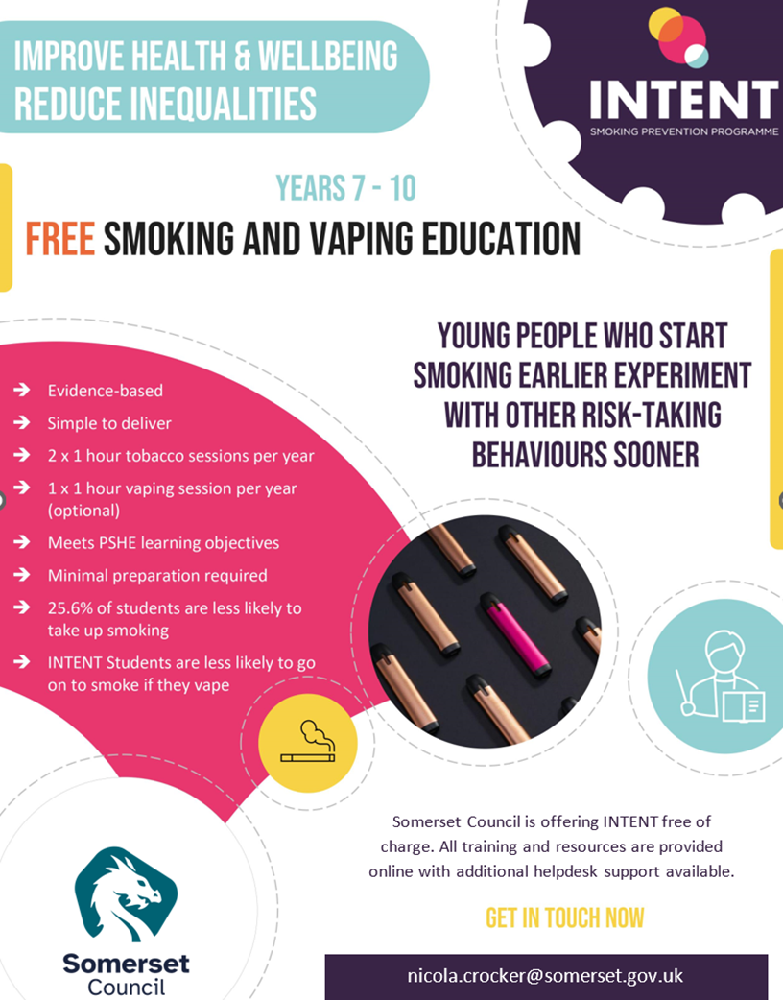 IMPROVE HEALTH & WELLBEING
REDUCE INEQUALITIES
INTENT
SMOKING PREVENTION PROGRAMME
YEARS 7 - 10
FREE SMOKING AND VAPING EDUCATION
YOUNG PEOPLE WHO START
SMOKING EARLIER EXPERIMENT
WITH OTHER RISK-TAKING
BEHAVIOURS SOONER
→ Evidence-based
→ Simple to deliver
→ 2 x 1 hour tobacco sessions per year
→ 1 x 1 hour vaping session per year
(optional)
→ Meets PSHE learning objectives
→ Minimal preparation required
→ 25.6% of students are less likely to
take up smoking
→ INTENT Students are less likely to go
on to smoke if they vape
Somerset Council is offering INTENT free of
charge. All training and resources are provided
online with additional helpdesk support available.
GET IN TOUCH NOW
nicola.crocker@somerset.gov.uk
Somerset
Council